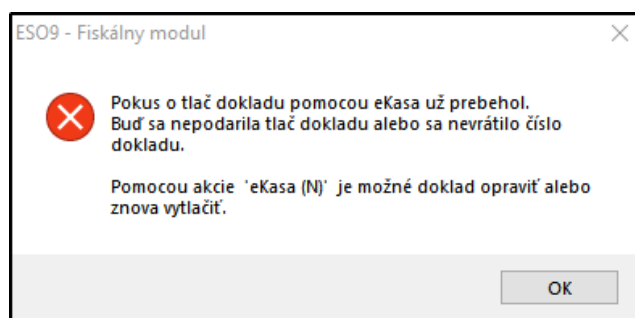 ESO9 - Fiskálny modul
Pokus o tlač dokladu pomocou eKasa už prebehol.
Buď sa nepodarila tlač dokladu alebo sa nevrátilo číslo
dokladu.
Pomocou akcie 'eKasa (N)' je možné doklad opraviť alebo
znova vytlačiť.
OK